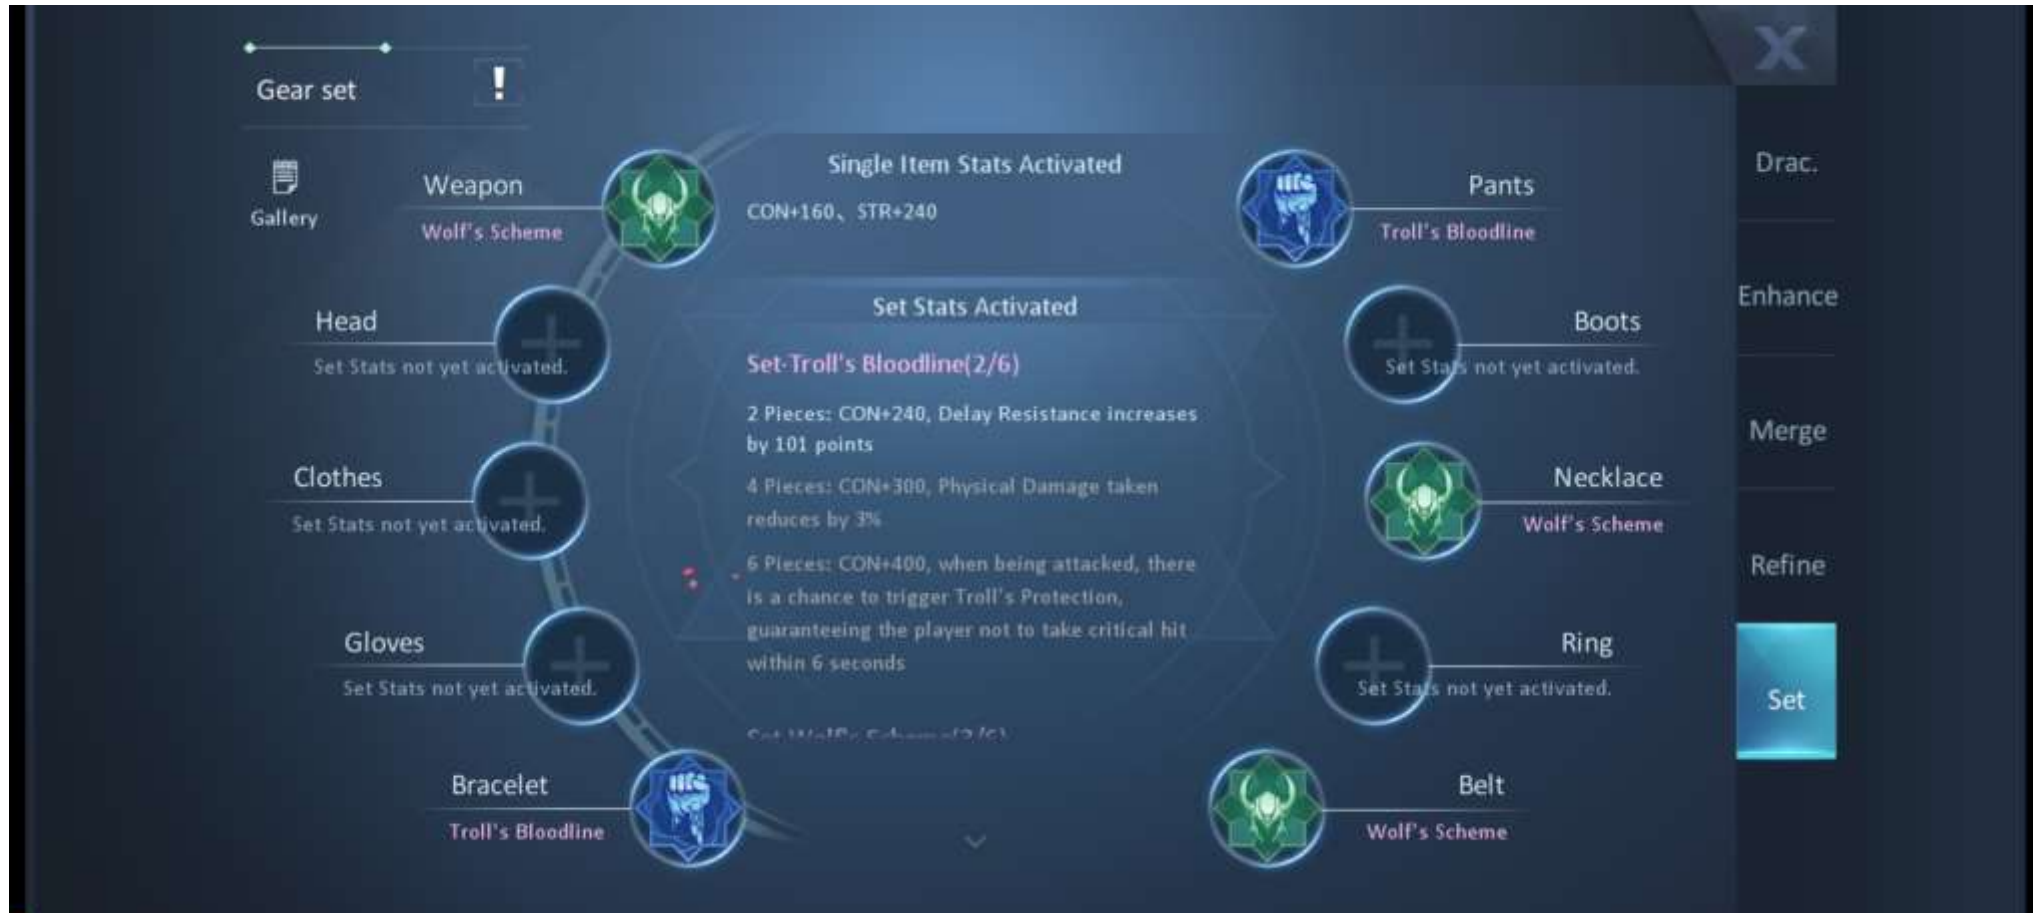 Gear set
!
Gallery
Weapon
Wolf's Scheme
Head
Set Stats not yet activated.
Clothes
Set Stats not yet activated.
Gloves
Set Stats not yet activated.
Bracelet
Troll's Bloodline
Single Item Stats Activated
CON+160、STR+240
Set Stats Activated
Set-Troll's Bloodline(2/6)
2 Pieces: CON+240, Delay Resistance increases
by 101 points
4 Pieces: CON+300, Physical Damage taken
reduces by 3%
6 Pieces: CON+400, when being attacked, there
is a chance to trigger Troll's Protection,
guaranteeing the player not to take critical hit
within 6 seconds
Set-Wolf's Scheme(3/6)
Pants
Troll's Bloodline
Boots
Set Stats not yet activated.
Necklace
Wolf's Scheme
Ring
Set Stats not yet activated.
Belt
Wolf's Scheme
X
Drac.
Enhance
Merge
Refine
Set